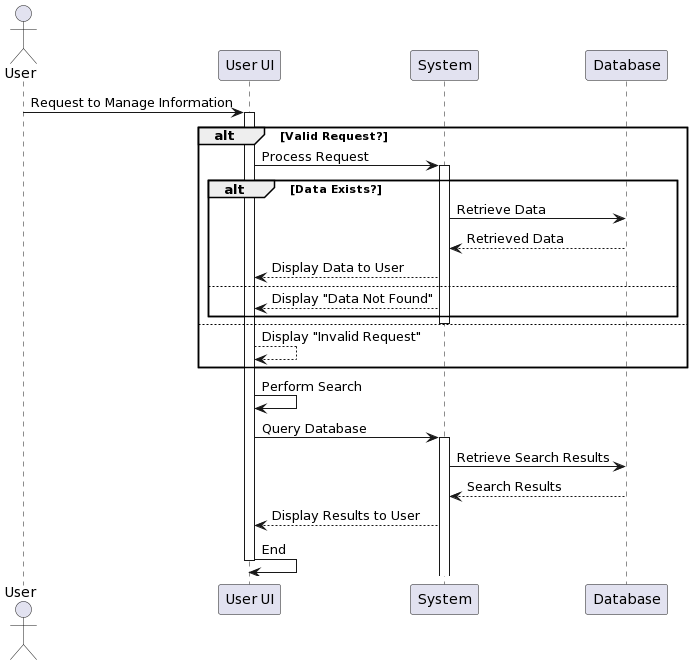 User
User UI
System
Database
Request to Manage Information
alt [Valid Request?]
Process Request
alt [Data Exists?]
Retrieve Data
Retrieved Data
Display Data to User
Display "Data Not Found"
Display "Invalid Request"
Perform Search
Query Database
Retrieve Search Results
Search Results
Display Results to User
End
User
User UI
System
Database